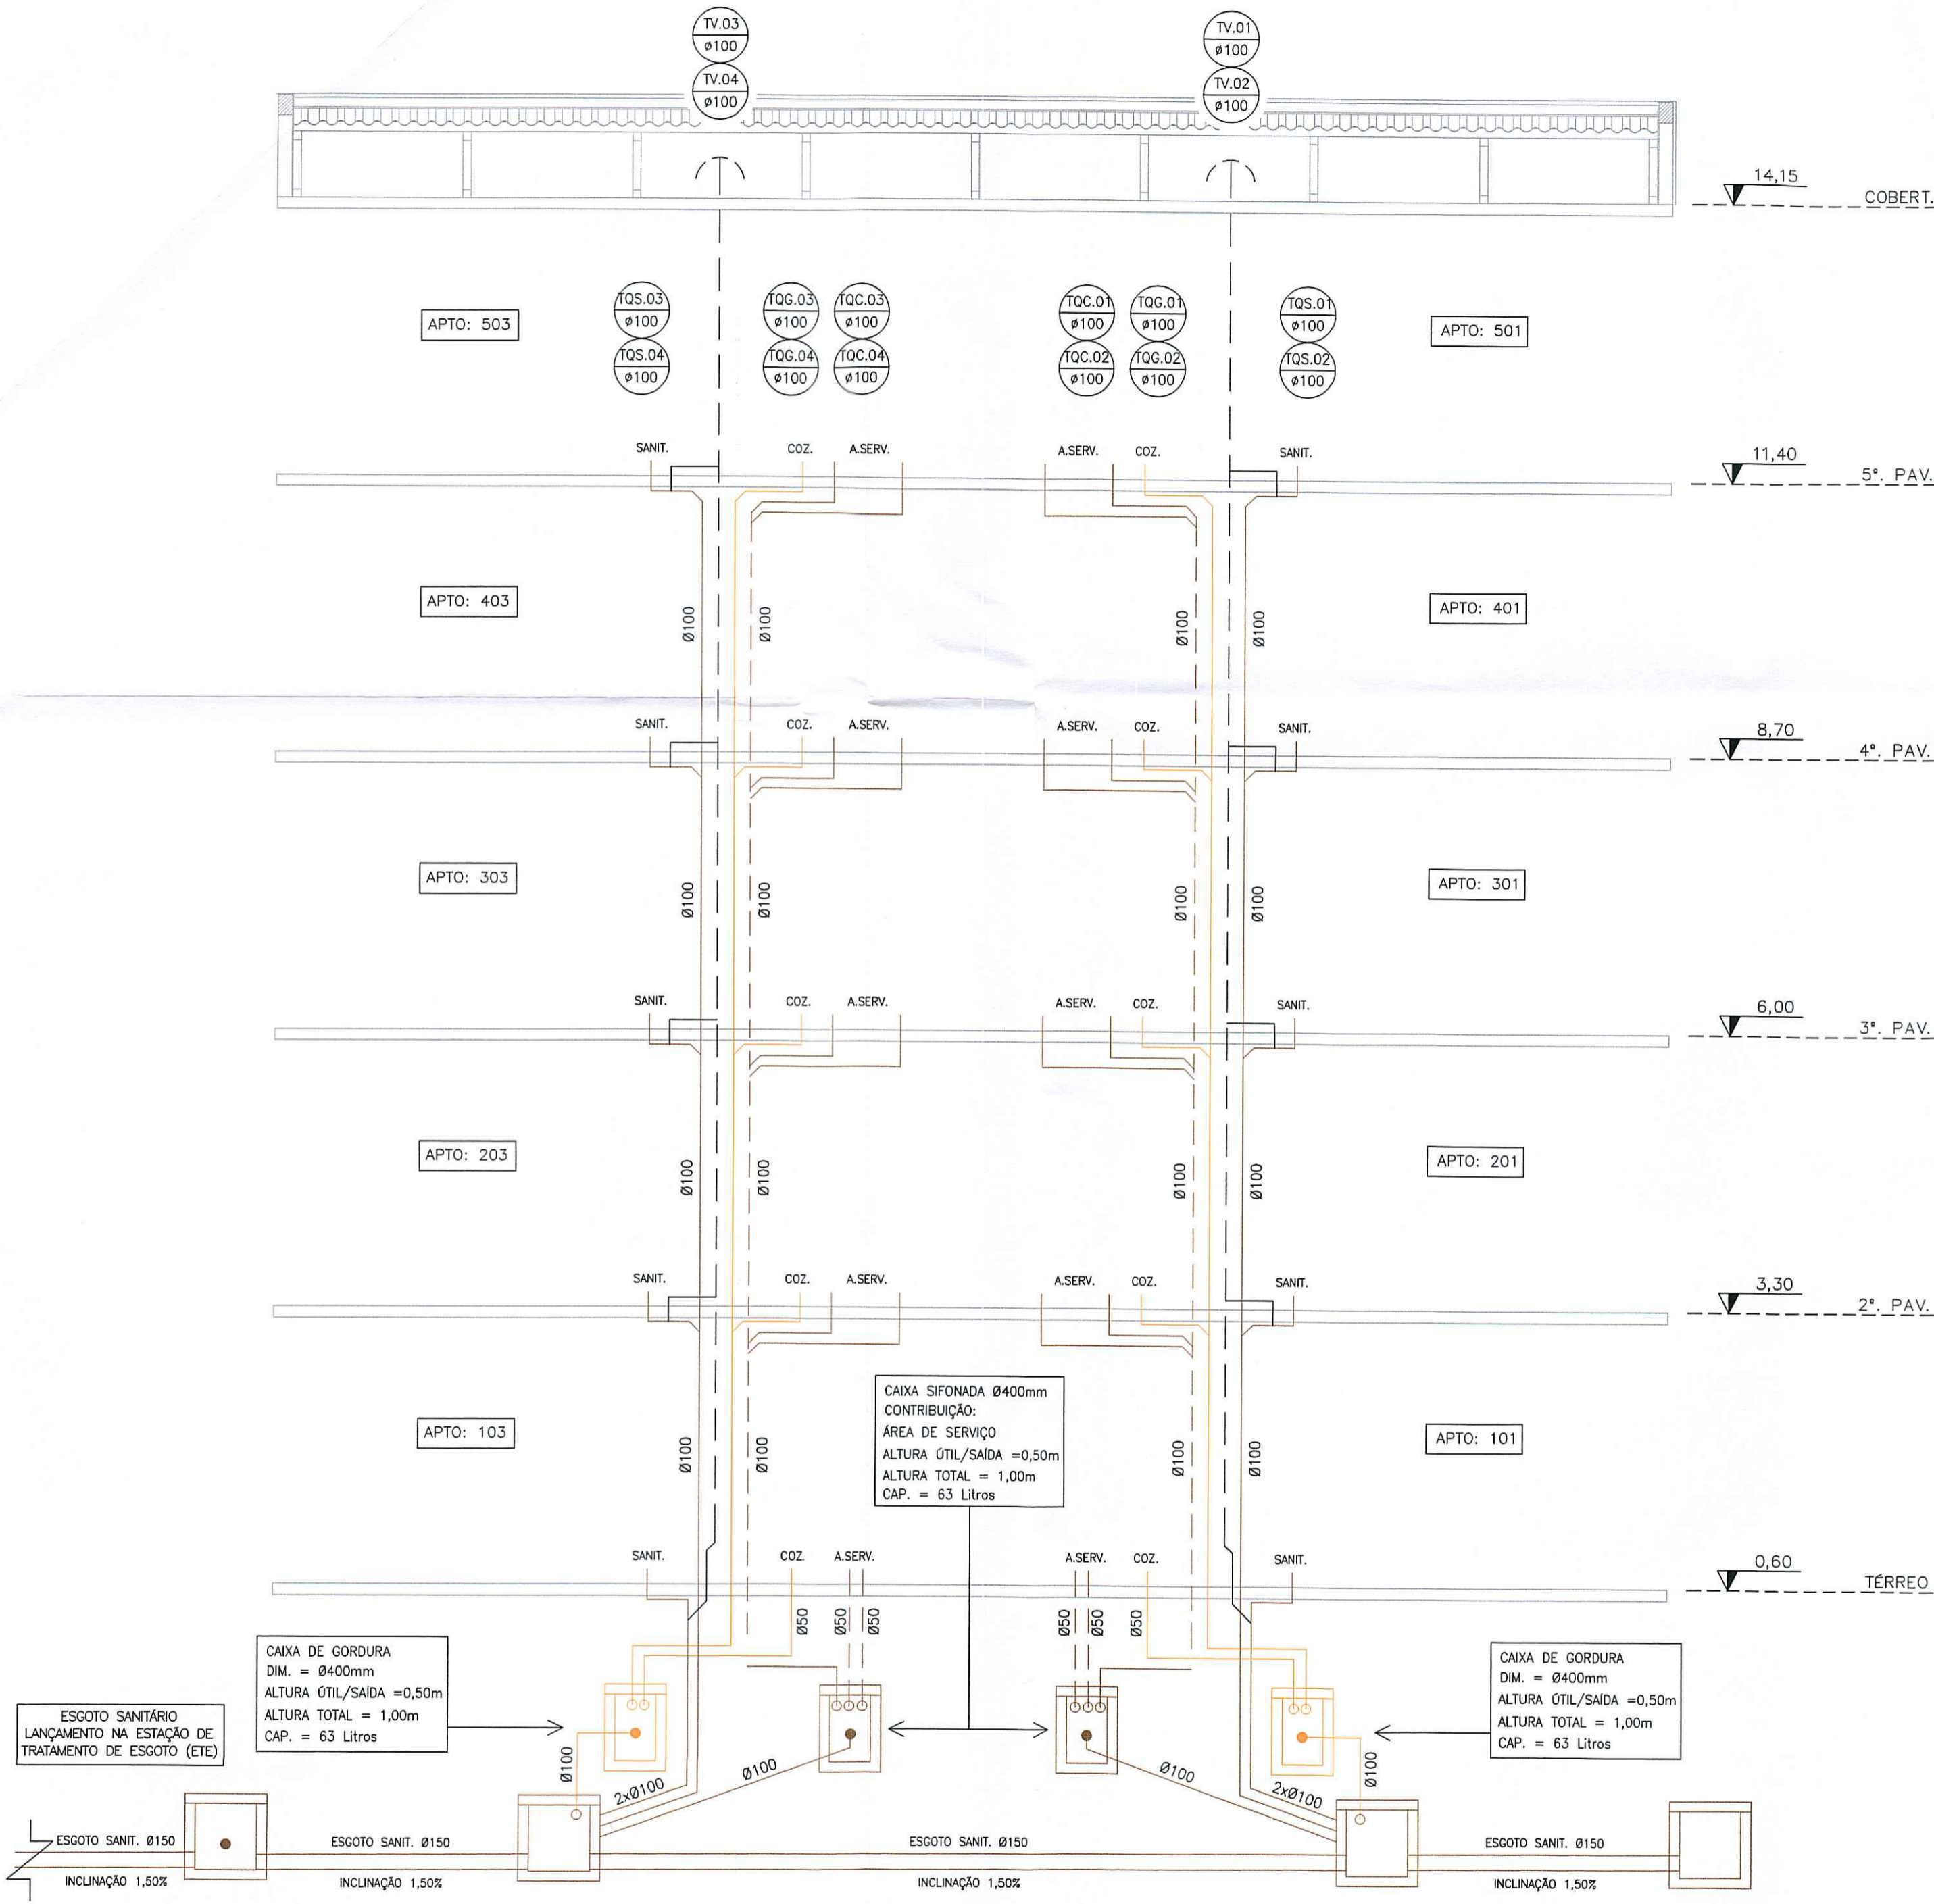 TV.03
ø100
TV.04
ø100
TV.01
ø100
TV.02
ø100
14,15
COBERT.
APTO: 503
TQS.03
ø100
TQS.04
ø100
TQG.03
ø100
TQG.04
ø100
TQC.03
ø100
TQC.04
ø100
TQC.01
ø100
TQC.02
ø100
TQG.01
ø100
TQG.02
ø100
TQS.01
ø100
TQS.02
ø100
APTO: 501
SANIT.
COZ.
A.SERV.
A.SERV.
COZ.
SANIT.
11,40
5º. PAV.
APTO: 403
Ø100
Ø100
Ø100
Ø100
APTO: 401
SANIT.
COZ.
A.SERV.
A.SERV.
COZ.
SANIT.
8,70
4º. PAV.
APTO: 303
Ø100
Ø100
Ø100
Ø100
APTO: 301
SANIT.
COZ.
A.SERV.
A.SERV.
COZ.
SANIT.
6,00
3º. PAV.
APTO: 203
Ø100
Ø100
Ø100
Ø100
APTO: 201
SANIT.
COZ.
A.SERV.
A.SERV.
COZ.
SANIT.
3,30
2º. PAV.
APTO: 103
Ø100
Ø100
CAIXA SIFONADA Ø400mm
CONTRIBUIÇÃO:
ÁREA DE SERVIÇO
ALTURA ÚTIL/SAÍDA =0,50m
ALTURA TOTAL = 1,00m
CAP. = 63 Litros
Ø100
Ø100
APTO: 101
SANIT.
COZ.
A.SERV.
A.SERV.
COZ.
SANIT.
0,60
TÉRREO
Ø50
Ø50
Ø50
Ø50
Ø50
Ø50
CAIXA DE GORDURA
DIM. = Ø400mm
ALTURA ÚTIL/SAÍDA =0,50m
ALTURA TOTAL = 1,00m
CAP. = 63 Litros
CAIXA DE GORDURA
DIM. = Ø400mm
ALTURA ÚTIL/SAÍDA =0,50m
ALTURA TOTAL = 1,00m
CAP. = 63 Litros
ESGOTO SANITÁRIO
LANÇAMENTO NA ESTAÇÃO DE
TRATAMENTO DE ESGOTO (ETE)
Ø100
2xØ100
Ø100
Ø100
2xØ100
Ø100
ESGOTO SANIT. Ø150
INCLINAÇÃO 1,50%
ESGOTO SANIT. Ø150
INCLINAÇÃO 1,50%
ESGOTO SANIT. Ø150
INCLINAÇÃO 1,50%
ESGOTO SANIT. Ø150
INCLINAÇÃO 1,50%